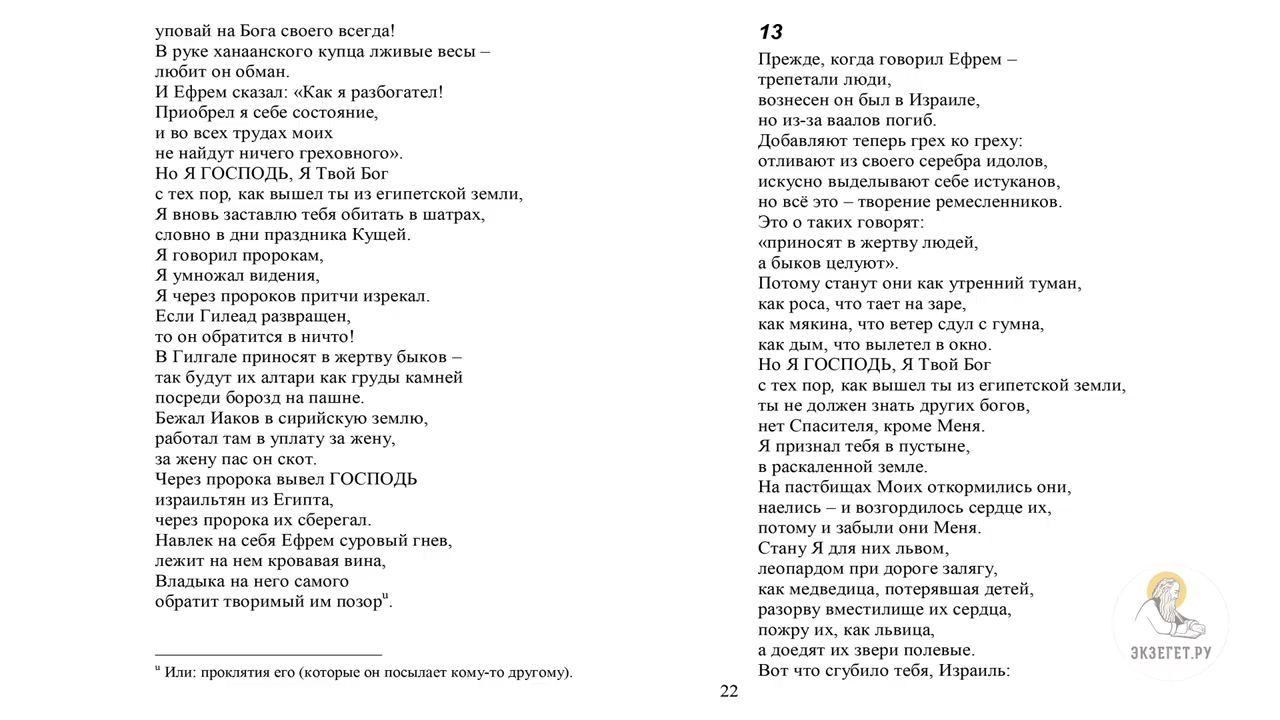 уповай на Бога своего всегда!
В руке ханаанского купца лживые весы –
любит он обман.
И Ефрем сказал: «Как я разбогател!
Приобрел я себе состояние,
и во всех трудах моих
не найдут ничего греховного».
Но Я ГОСПОДЬ, Я Твой Бог
с тех пор, как вышел ты из египетской земли,
Я вновь заставлю тебя обитать в шатрах,
словно в дни праздника Кущей.
Я говорил пророкам,
Я умножал видения,
Я через пророков притчи изрекал.
Если Гилеад развращен,
то он обратится в ничто!
В Гилгале приносят в жертву быков –
так будут их алтари как груды камней
посреди борозд на пашне.
Бежал Иаков в сирийскую землю,
работал там в уплату за жену,
за жену пас он скот.
Через пророка вывел ГОСПОДЬ
израильтян из Египта,
через пророка их сберегал.
Навлек на себя Ефрем суровый гнев,
лежит на нем кровавая вина,
Владыка на него самого
обратит творимый им позорᶸ.
ᶸ Или: проклятия его (которые он посылает кому-то другому).
13
Прежде, когда говорил Ефрем –
трепетали люди,
вознесен он был в Израиле,
но из-за ваалов погиб.
Добавляют теперь грех ко греху:
отливают из своего серебра идолов,
искусно выделывают себе истуканов,
но всё это – творение ремесленников.
Это о таких говорят:
«приносят в жертву людей,
а быков целуют».
Потому станут они как утренний туман,
как роса, что тает на заре,
как мякина, что ветер сдул с гумна,
как дым, что вылетел в окно.
Но Я ГОСПОДЬ, Я Твой Бог
с тех пор, как вышел ты из египетской земли,
ты не должен знать других богов,
нет Спасителя, кроме Меня.
Я признал тебя в пустыне,
в раскаленной земле.
На пастбищах Моих откормились они,
наелись – и возгордилось сердце их,
потому и забыли они Меня.
Стану Я для них львом,
леопардом при дороге залягу,
как медведица, потерявшая детей,
разорву вместилище их сердца,
пожру их, как львица,
а доедят их звери полевые.
Вот что сгубило тебя, Израиль:
22
ЭКЗЕГЕТ.РУ